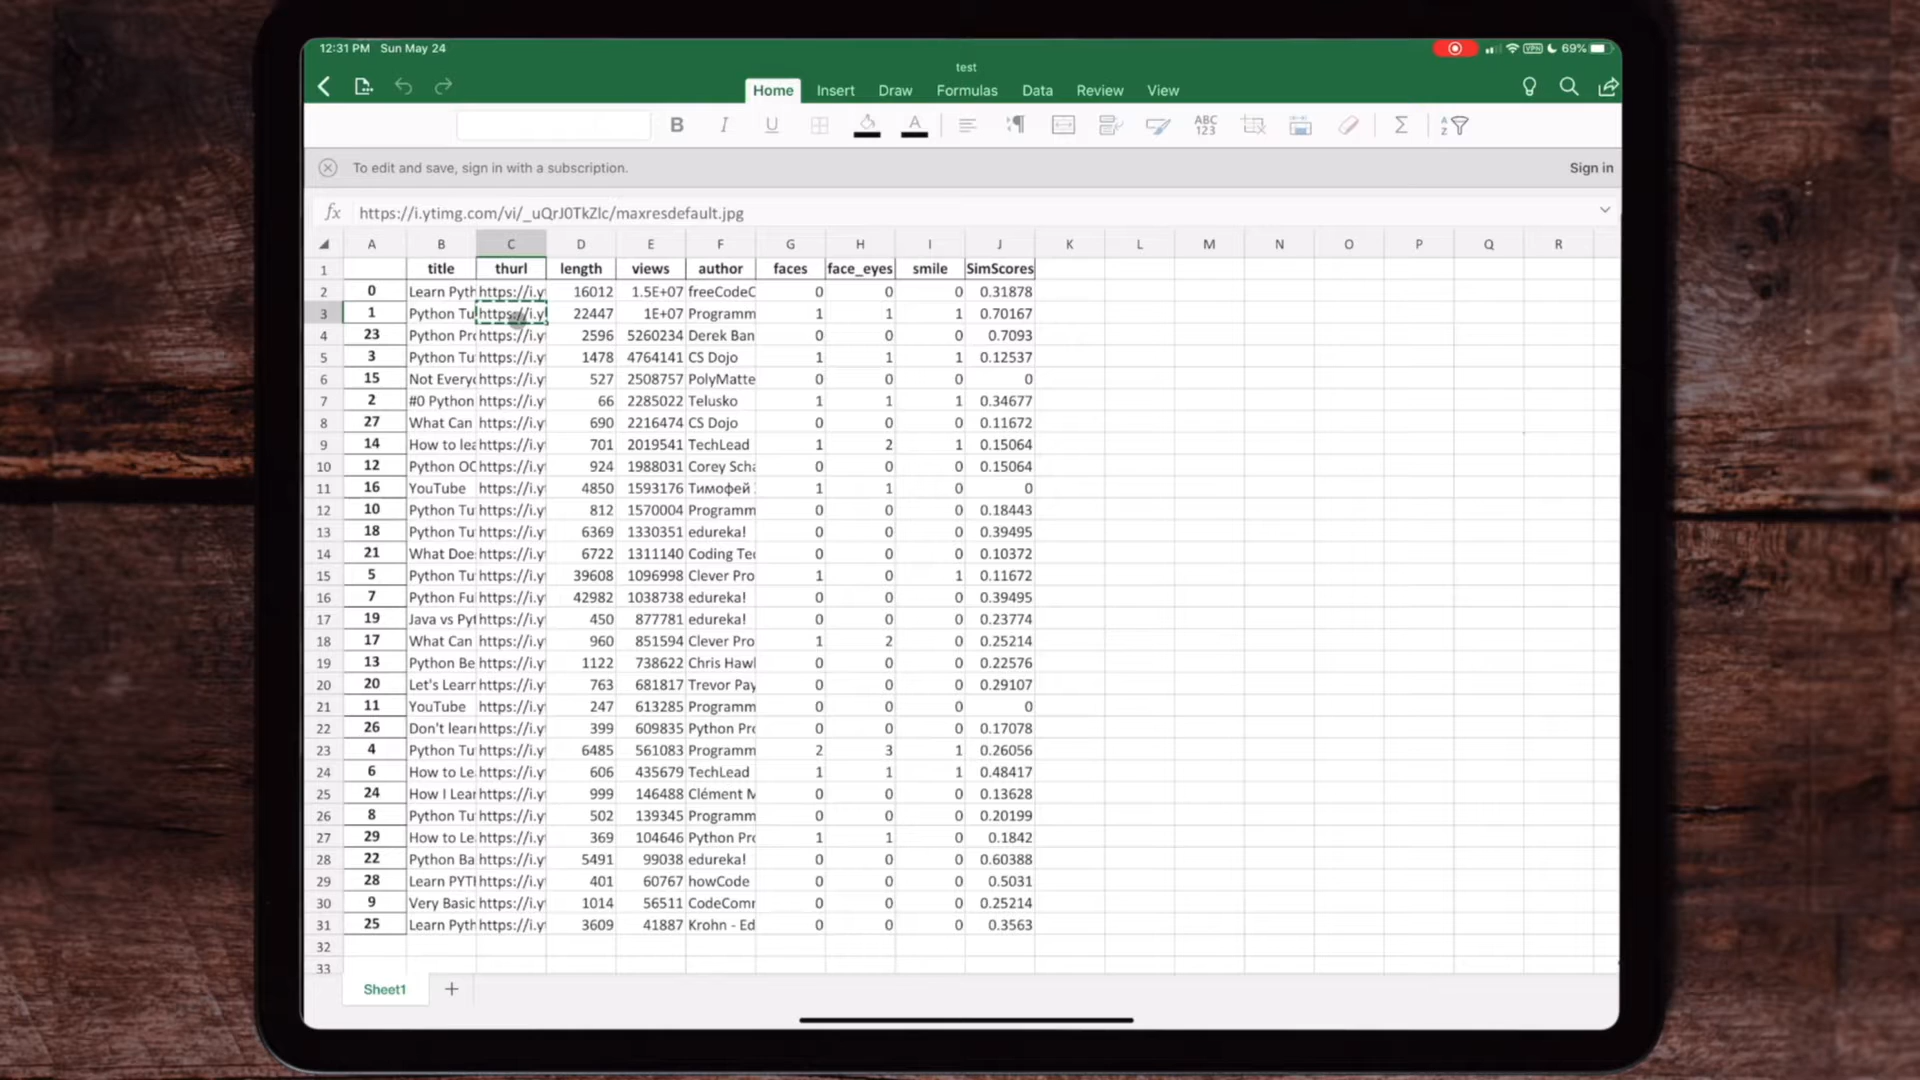 12:31 PM Sun May 24
VPN 69%
test
Home Insert Draw Formulas Data Review View
B I U A ABC 123 Σ A Z
To edit and save, sign in with a subscription. Sign in
fx https://i.ytimg.com/vi/_uQrJ0TkZlc/maxresdefault.jpg
A B C D E F G H I J K L M N O P Q R
1 title thurl length views author faces face_eyes smile SimScores
2 0 Learn Pyth https://i.y 16012 1.5E+07 freeCodeC 0 0 0 0.31878
3 1 Python Tu https://i.y 22447 1E+07 Programm 1 1 1 0.70167
4 23 Python Pro https://i.y 2596 5260234 Derek Ban 0 0 0 0.7093
5 3 Python Tu https://i.y 1478 4764141 CS Dojo 1 1 1 0.12537
6 15 Not Every https://i.y 527 2508757 PolyMatte 0 0 0 0
7 2 #0 Python https://i.y 66 2285022 Telusko 1 1 1 0.34677
8 27 What Can https://i.y 690 2216474 CS Dojo 0 0 0 0.11672
9 14 How to lea https://i.y 701 2019541 TechLead 1 2 1 0.15064
10 12 Python OO https://i.y 924 1988031 Corey Scha 0 0 0 0.15064
11 16 YouTube https://i.y 4850 1593176 Тимофей 1 1 0 0
12 10 Python Tu https://i.y 812 1570004 Programm 0 0 0 0.18443
13 18 Python Tu https://i.y 6369 1330351 edureka! 0 0 0 0.39495
14 21 What Doe https://i.y 6722 1311140 Coding Tec 0 0 0 0.10372
15 5 Python Tu https://i.y 39608 1096998 Clever Pro 1 0 1 0.11672
16 7 Python Fu https://i.y 42982 1038738 edureka! 0 0 0 0.39495
17 19 Java vs Pyt https://i.y 450 877781 edureka! 0 0 0 0.23774
18 17 What Can https://i.y 960 851594 Clever Pro 1 2 0 0.25214
19 13 Python Be https://i.y 1122 738622 Chris Hawl 0 0 0 0.22576
20 20 Let's Learn https://i.y 763 681817 Trevor Pay 0 0 0 0.29107
21 11 YouTube https://i.y 247 613285 Programm 0 0 0 0
22 26 Don't learn https://i.y 399 609835 Python Pro 0 0 0 0.17078
23 4 Python Tu https://i.y 6485 561083 Programm 2 3 1 0.26056
24 6 How to Le https://i.y 606 435679 TechLead 1 1 1 0.48417
25 24 How I Lear https://i.y 999 146488 Clément M 0 0 0 0.13628
26 8 Python Tu https://i.y 502 139345 Programm 0 0 0 0.20199
27 29 How to Le https://i.y 369 104646 Python Pro 1 1 0 0.1842
28 22 Python Ba https://i.y 5491 99038 edureka! 0 0 0 0.60388
29 28 Learn PYTH https://i.y 401 60767 howCode 0 0 0 0.5031
30 9 Very Basic https://i.y 1014 56511 CodeComr 0 0 0 0.25214
31 25 Learn Pyth https://i.y 3609 41887 Krohn - Ed 0 0 0 0.3563
32
33
Sheet1 +